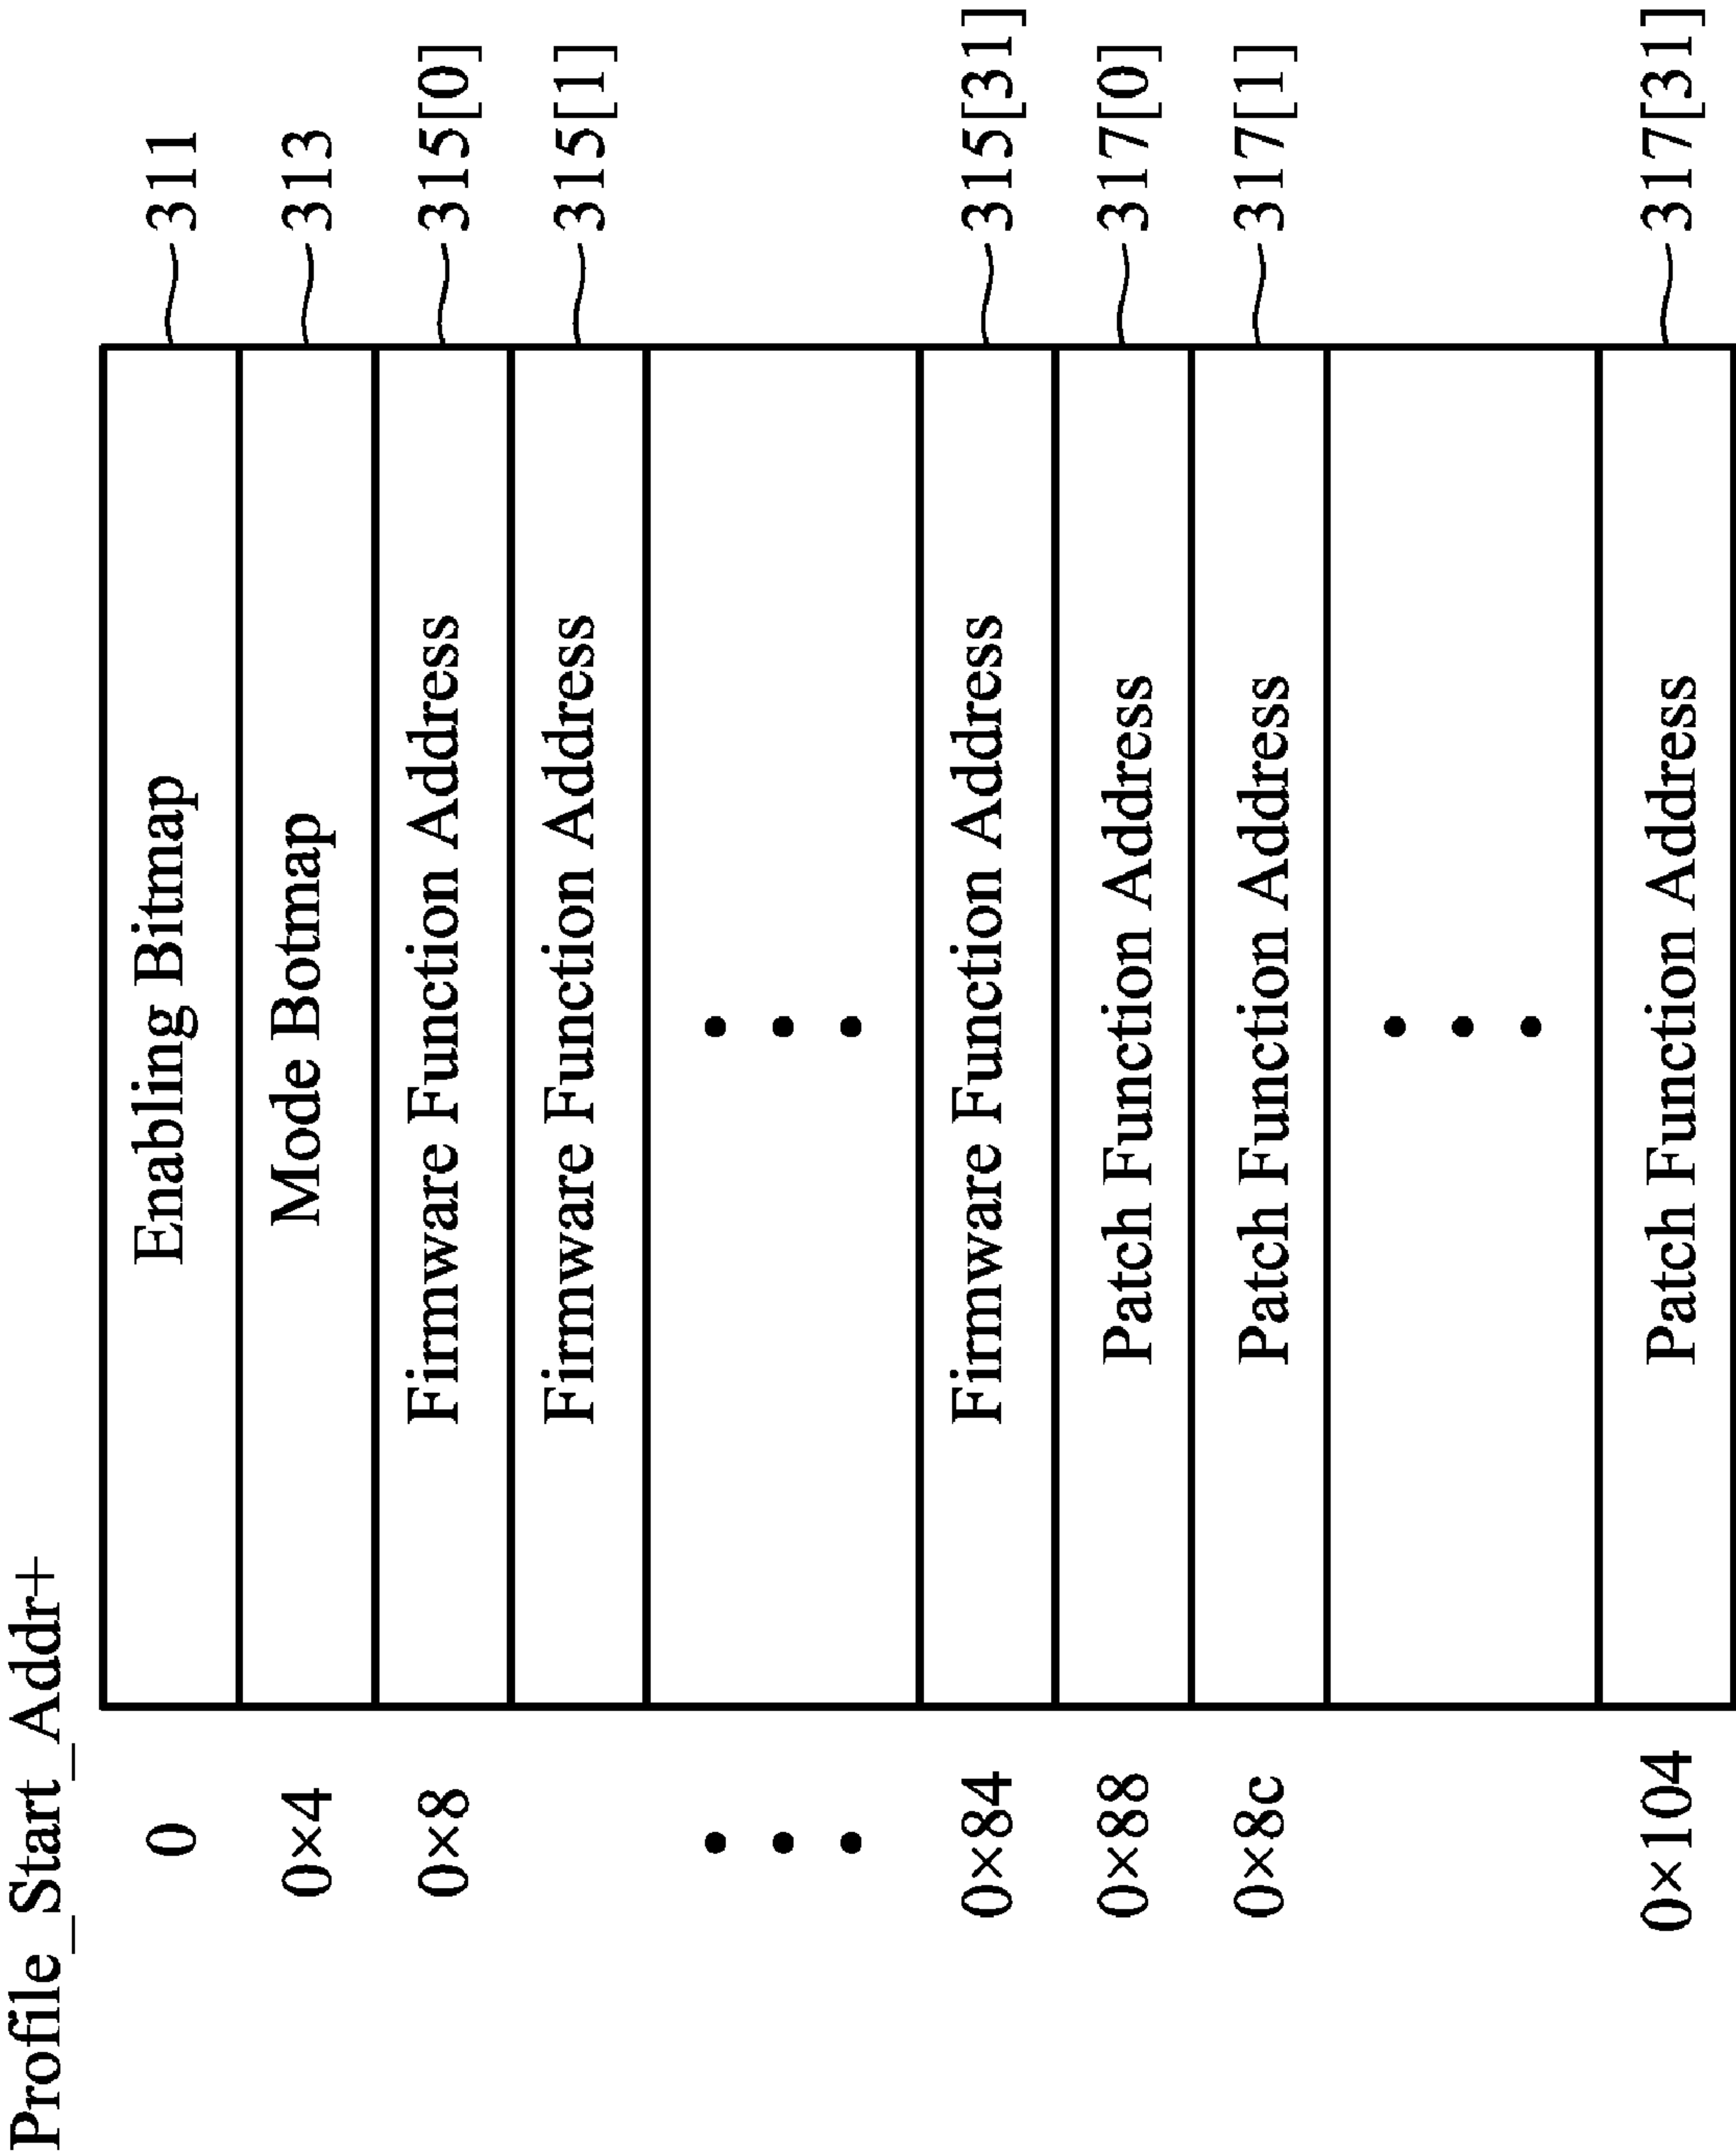 Profile_Start_Addr+
0 Enabling Bitmap 311
0×4 Mode Botmap 313
0×8 Firmware Function Address 315[0]
Firmware Function Address 315[1]
0×84 Firmware Function Address 315[31]
0×88 Patch Function Address 317[0]
0×8c Patch Function Address 317[1]
0×104 Patch Function Address 317[31]